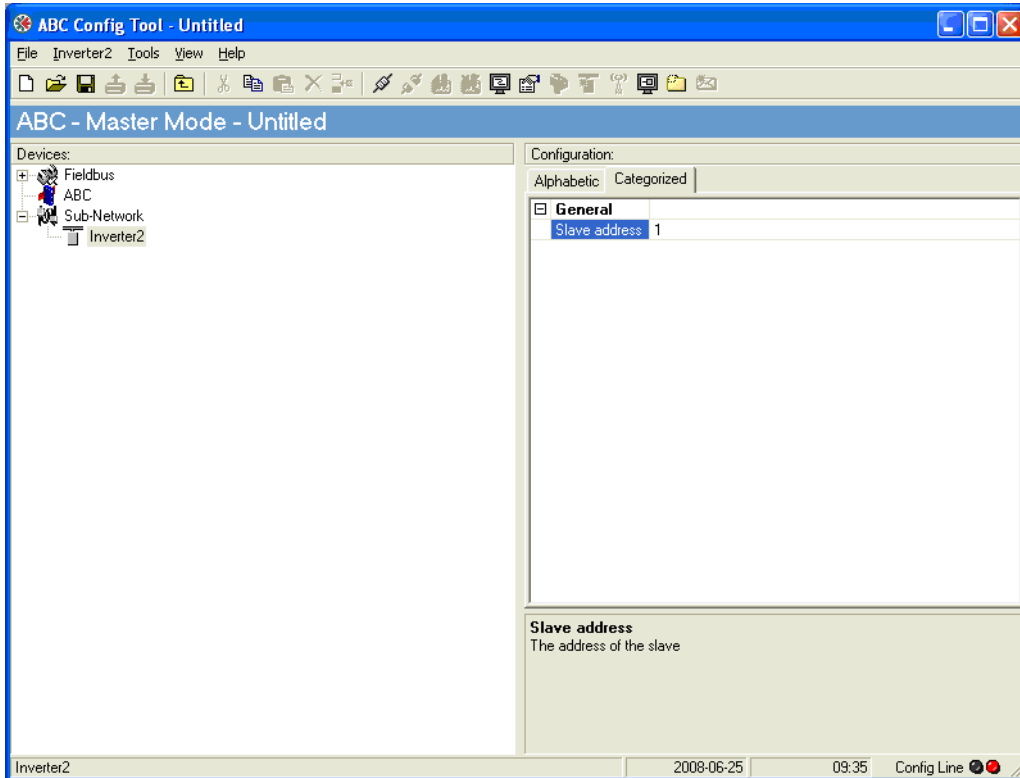 ABC Config Tool - Untitled
File Inverter2 Tools View Help
ABC - Master Mode - Untitled
Devices:
Fieldbus
ABC
Sub-Network
Inverter2
Configuration:
Alphabetic Categorized
General
Slave address 1
Slave address
The address of the slave
Inverter2 2008-06-25 09:35 Config Line